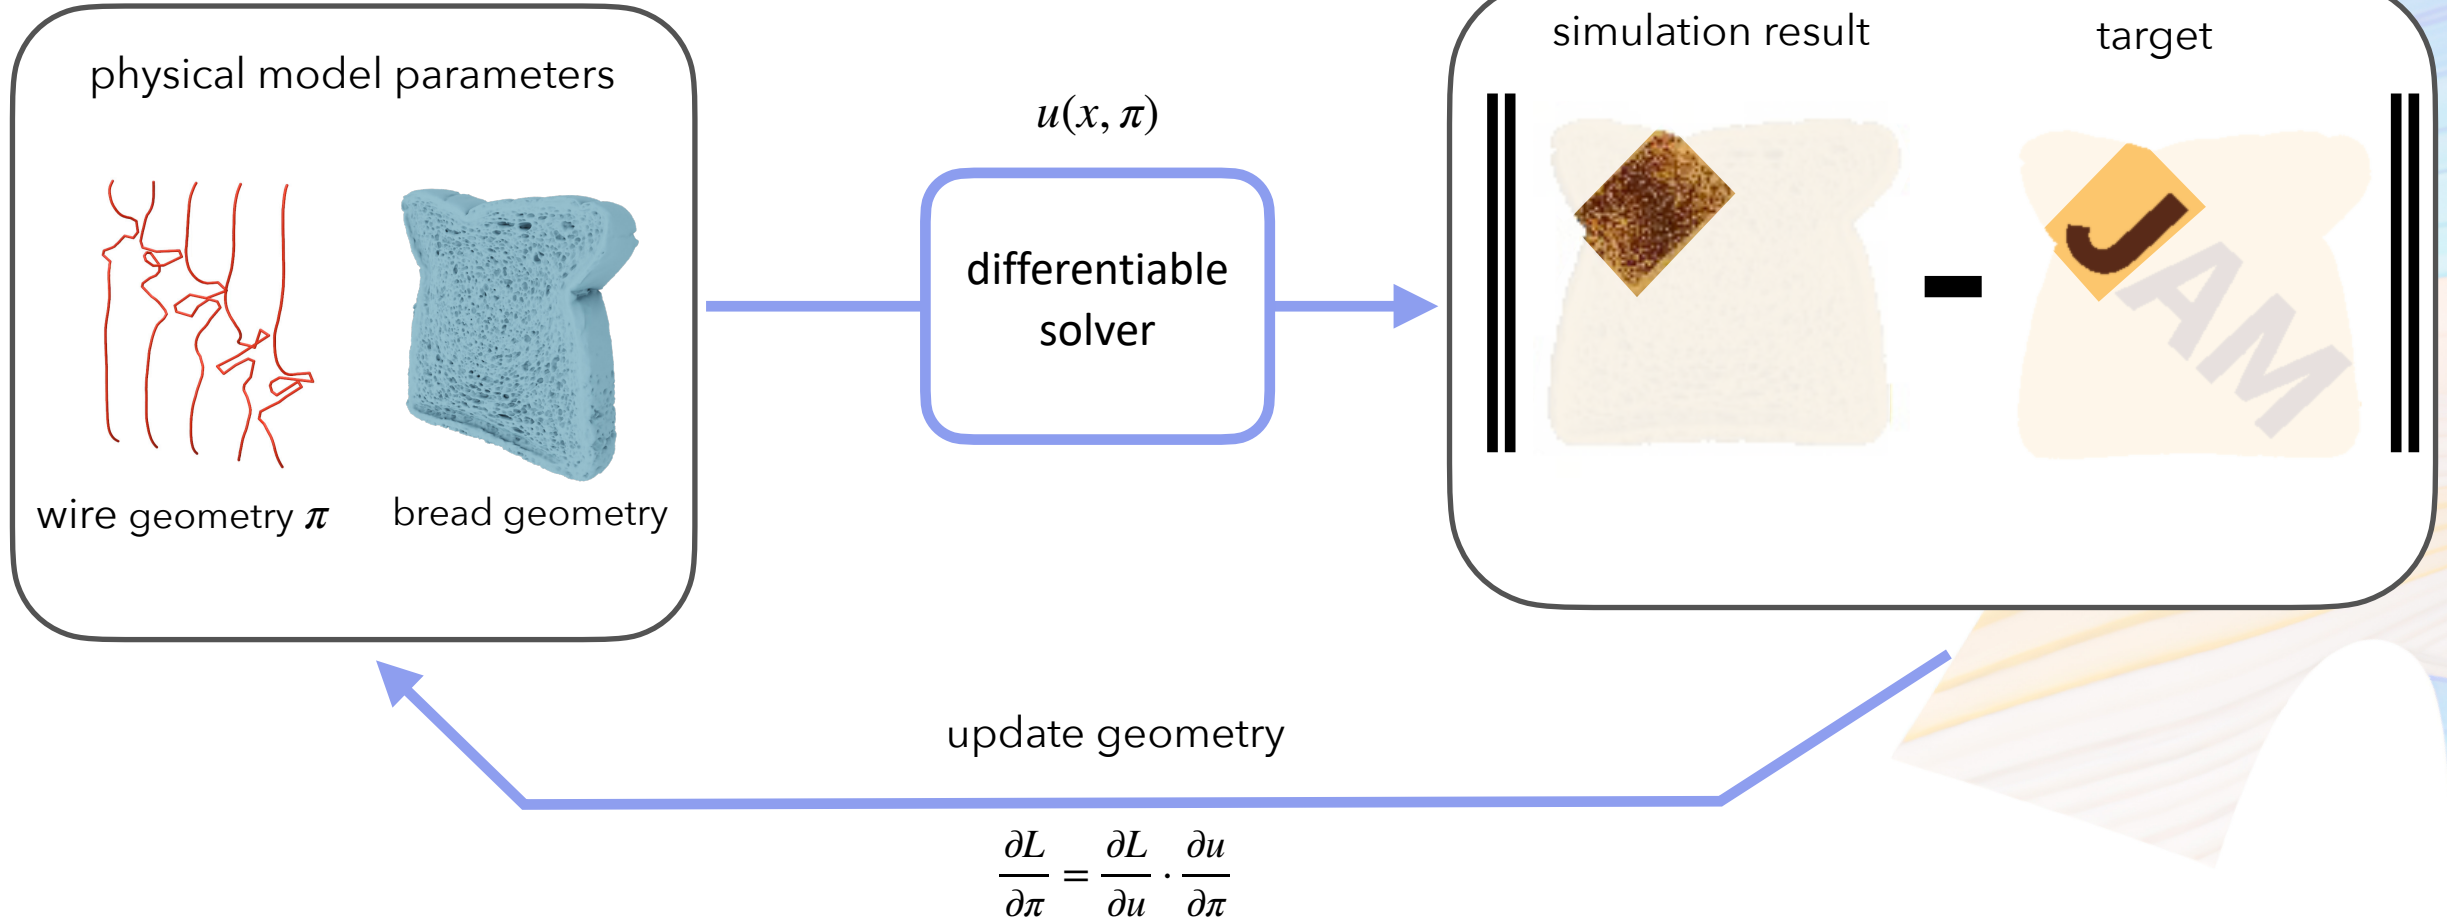 physical model parameters
wire geometry π
bread geometry
u(x, π)
differentiable
solver
simulation result
target
JAM
update geometry
∂L/∂π = ∂L/∂u · ∂u/∂π